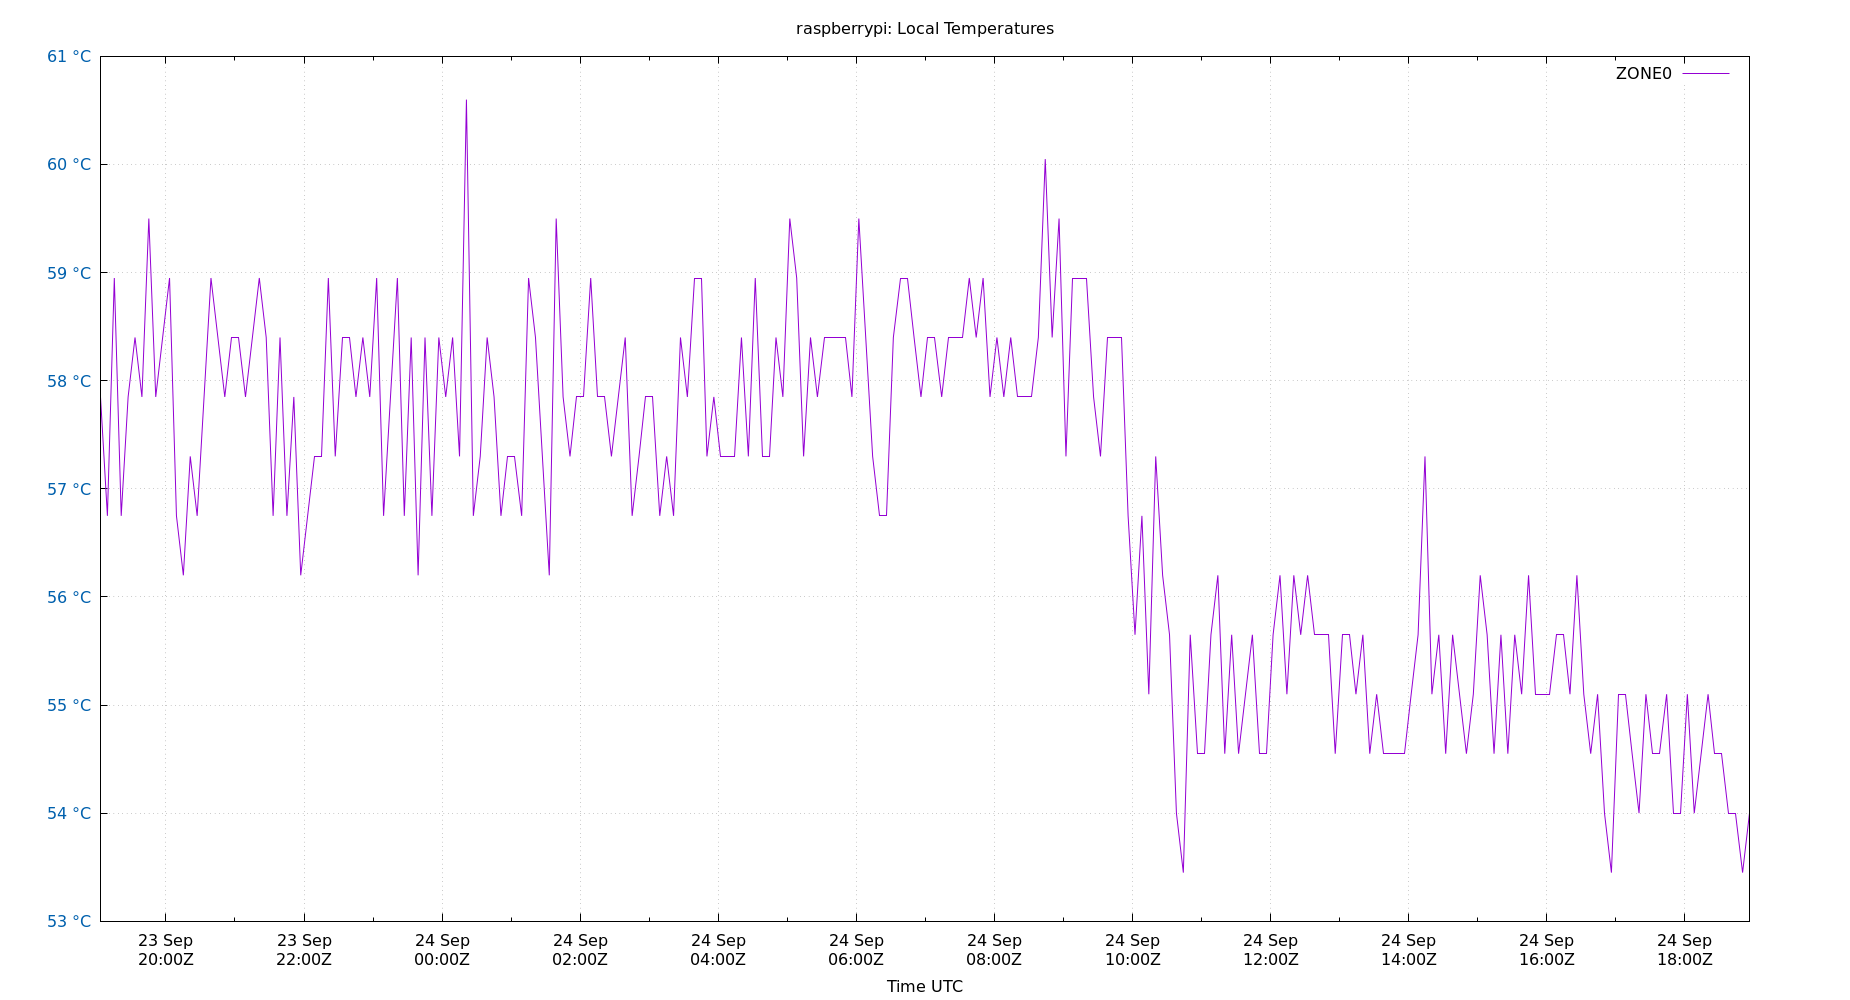 raspberrypi: Local Temperatures
61 °C
ZONE0
60 °C
59 °C
58 °C
57 °C
56 °C
55 °C
54 °C
53 °C
23 Sep 23 Sep 24 Sep 24 Sep 24 Sep 24 Sep 24 Sep 24 Sep 24 Sep 24 Sep 24 Sep 24 Sep
20:00Z 22:00Z 00:00Z 02:00Z 04:00Z 06:00Z 08:00Z 10:00Z 12:00Z 14:00Z 16:00Z 18:00Z
Time UTC